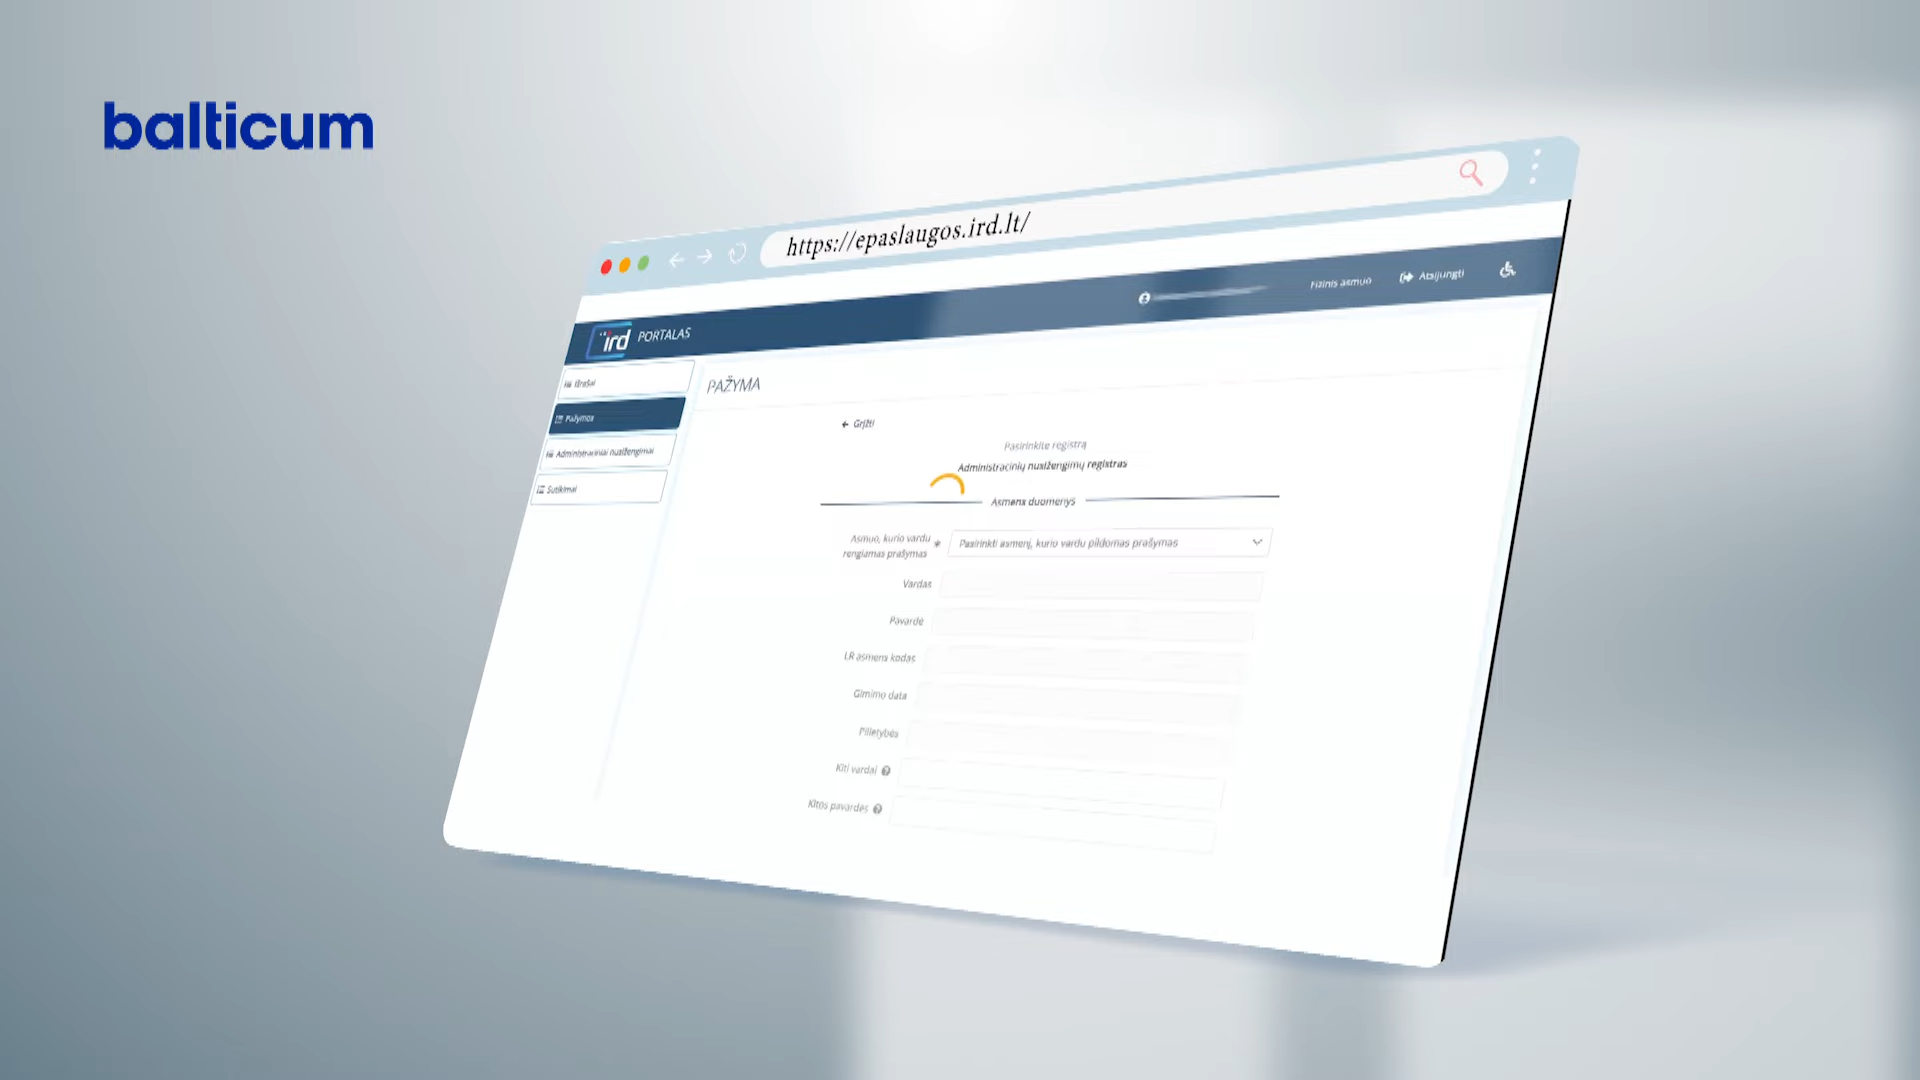 balticum
https://epaslaugos.ird.lt/
Fizinis asmuo
Atsijungti
ird PORTALAS
Išrašai
Pažymos
Administraciniai nusižengimai
Sutikimai
PAŽYMA
Grįžti
Pasirinkite registrą
Administracinių nusižengimų registras
Asmens duomenys
Asmuo, kurio vardu
rengiamas prašymas *
Pasirinkti asmenį, kurio vardu pildomas prašymas
Vardas
Pavardė
LR asmens kodas
Gimimo data
Pilietybės
Kiti vardai
Kitos pavardės